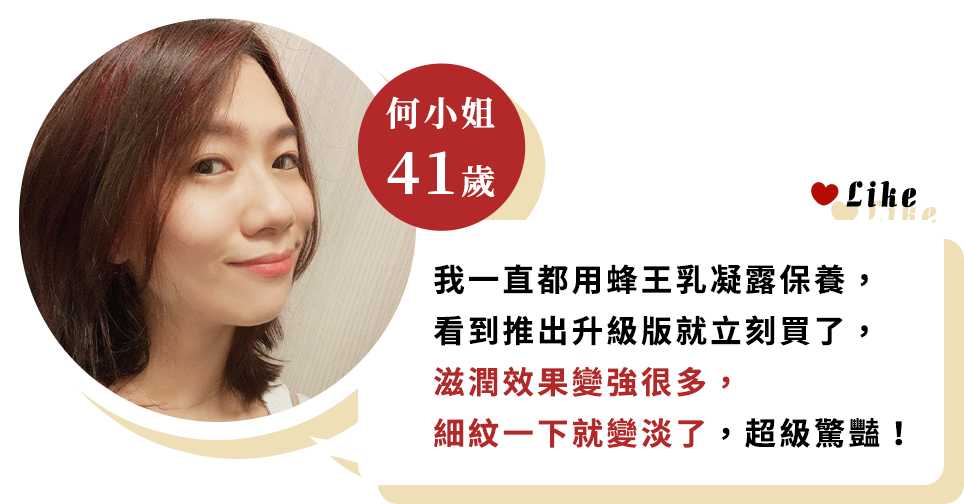 何小姐
41歲
Like
我一直都用蜂王乳凝露保養，
看到推出升級版就立刻買了，
滋潤效果變強很多，
細紋一下就變淡了，超級驚豔！